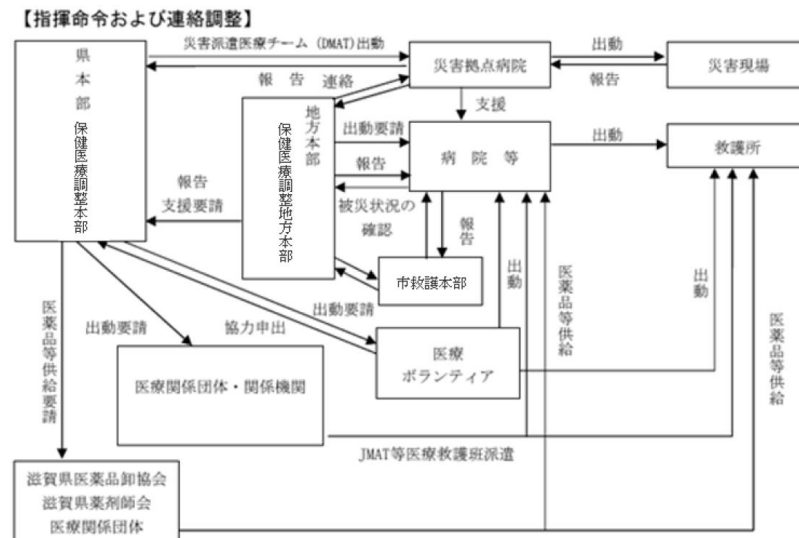 【指揮命令および連絡調整】
県本部
保健医療調整本部
災害派遣医療チーム(DMAT)出動
報告
連絡
災害拠点病院
出動
報告
災害現場
支援
地方本部
保健医療調整地方本部
出動要請
報告
被災状況の
確認
病院等
出動
救護所
報告
支援要請
報告
市救護本部
出動要請
協力申出
出動要請
医療
ボランティア
出動
医薬品等供給
出動
医薬品等供給
医薬品等供給要請
医療関係団体・関係機関
JMAT等医療救護班派遣
滋賀県医薬品卸協会
滋賀県薬剤師会
医療関係団体